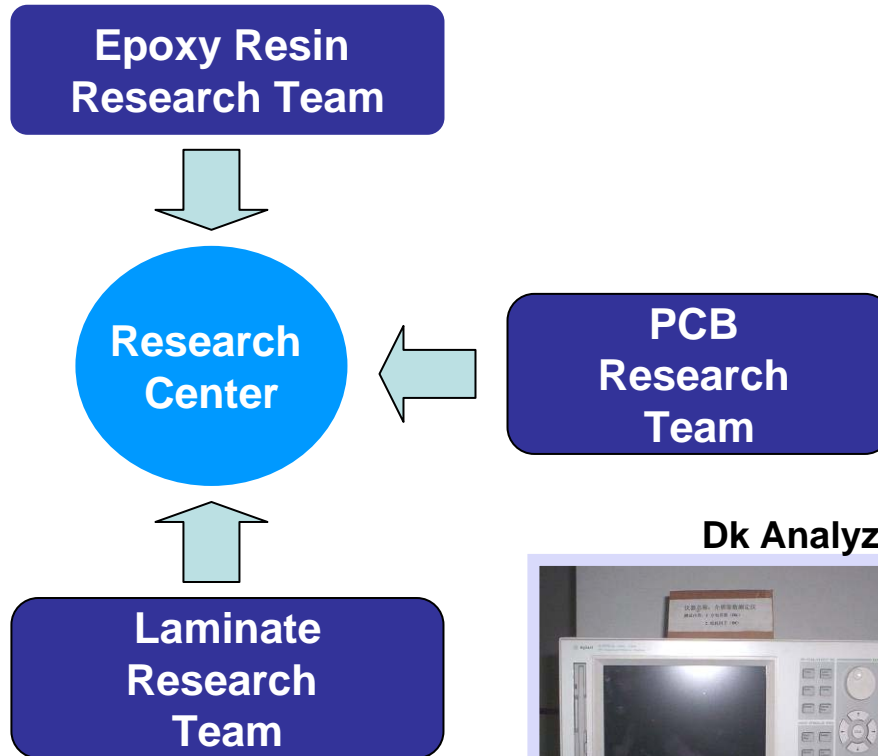 Epoxy Resin
Research Team
Research
Center
PCB
Research
Team
Dk Analyz
Laminate
Research
Team